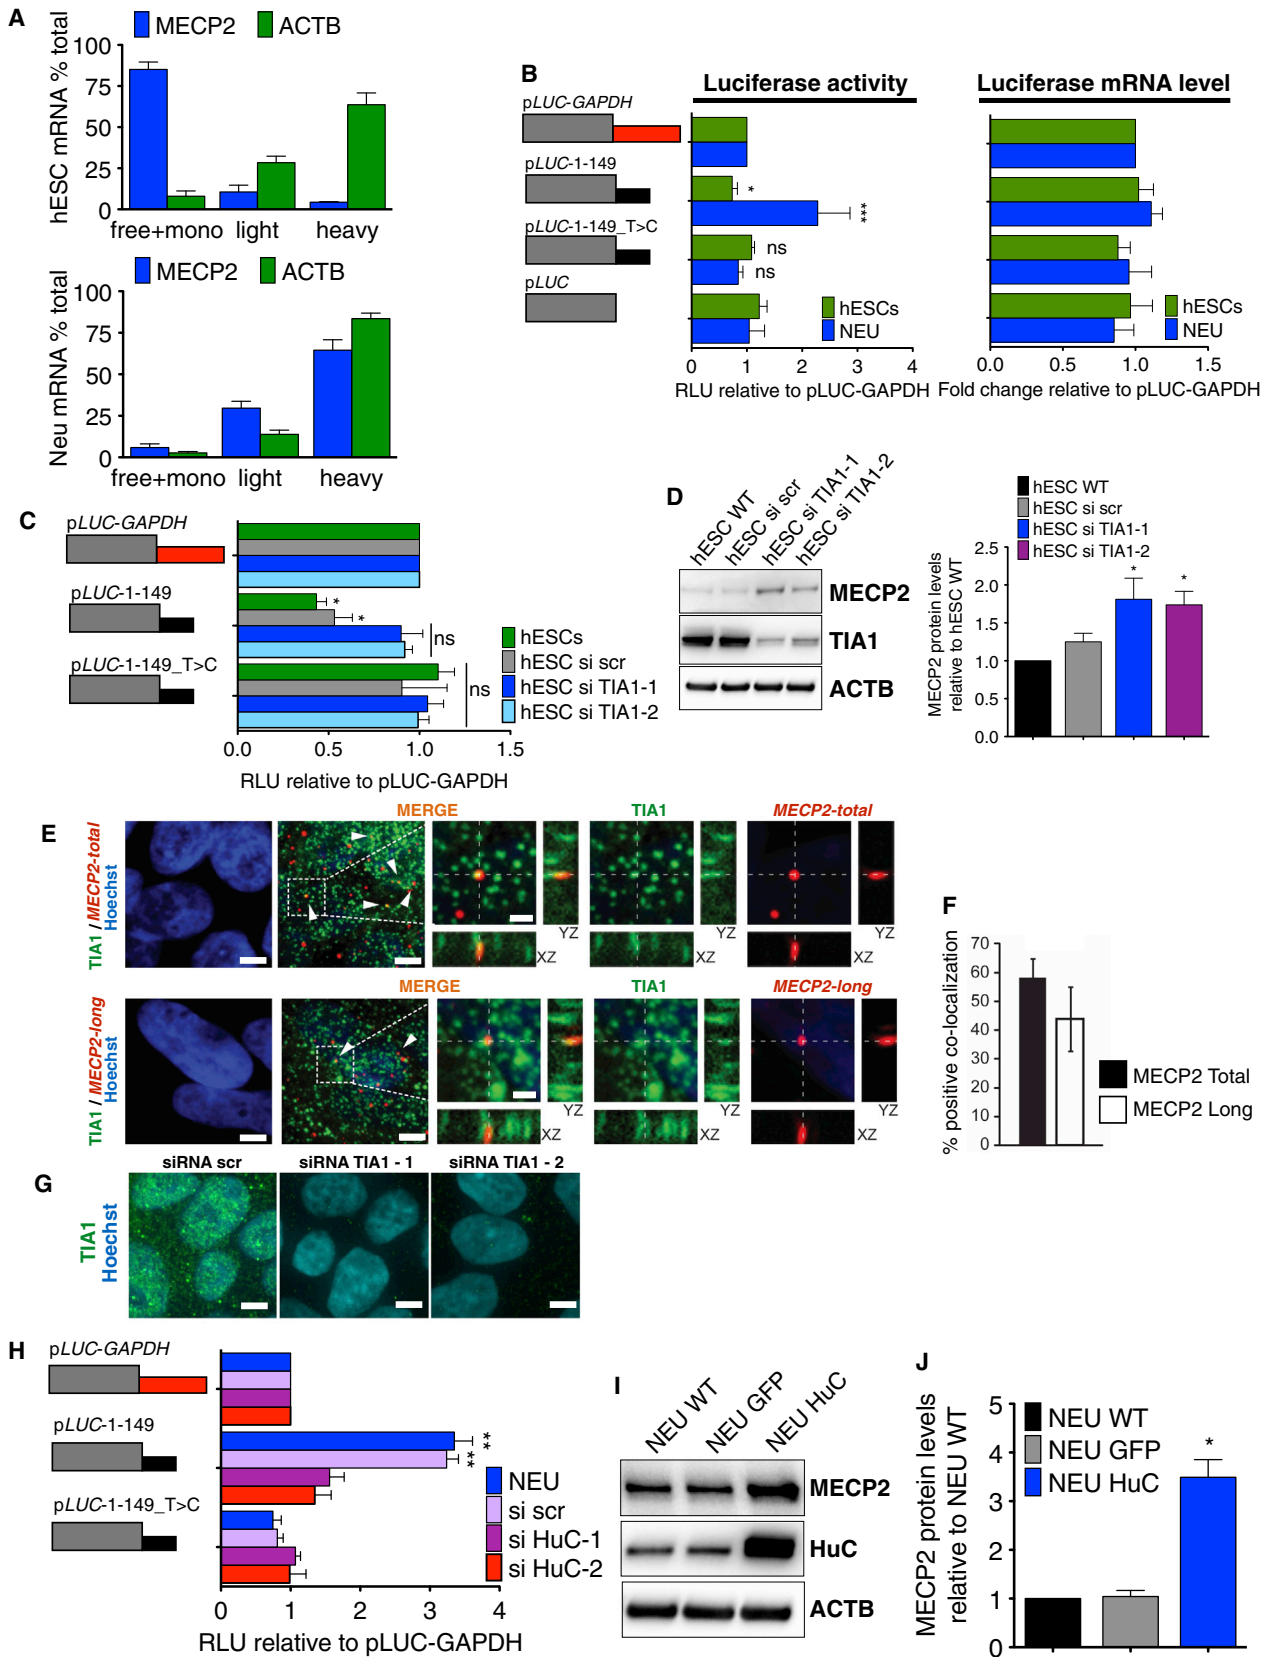 A
MECP2 ACTB
hESC mRNA % total
100
75
50
25
0
free+mono light heavy
MECP2 ACTB
Neu mRNA % total
100
75
50
25
0
free+mono light heavy
B
Luciferase activity
Luciferase mRNA level
pLUC-GAPDH
pLUC-1-149
pLUC-1-149_T>C
pLUC
*
***
ns
ns
hESCs
NEU
0 1 2 3 4
RLU relative to pLUC-GAPDH
hESCs
NEU
0.0 0.5 1.0 1.5
Fold change relative to pLUC-GAPDH
C
pLUC-GAPDH
pLUC-1-149
pLUC-1-149_T>C
*
*
ns
ns
hESCs
hESC si scr
hESC si TIA1-1
hESC si TIA1-2
0.0 0.5 1.0 1.5
RLU relative to pLUC-GAPDH
D
hESC WT
hESC si scr
hESC si TIA1-1
hESC si TIA1-2
MECP2
TIA1
ACTB
hESC WT
hESC si scr
hESC si TIA1-1
hESC si TIA1-2
MECP2 protein levels
relative to hESC WT
2.5
2.0
1.5
1.0
0.5
0.0
* *
E
MERGE TIA1 MECP2-total
TIA1 / MECP2-total
Hoechst
YZ YZ YZ
XZ XZ XZ
MERGE TIA1 MECP2-long
TIA1 / MECP2-long
Hoechst
YZ YZ YZ
XZ XZ XZ
F
% positive co-localization
70
60
50
40
30
20
10
0
MECP2 Total
MECP2 Long
G
siRNA scr siRNA TIA1 - 1 siRNA TIA1 - 2
TIA1
Hoechst
H
pLUC-GAPDH
pLUC-1-149
pLUC-1-149_T>C
**
**
NEU
si scr
si HuC-1
si HuC-2
0 1 2 3 4
RLU relative to pLUC-GAPDH
I
NEU WT
NEU GFP
NEU HuC
MECP2
HuC
ACTB
J
MECP2 protein levels
relative to NEU WT
5
4
3
2
1
0
NEU WT
NEU GFP
NEU HuC
*